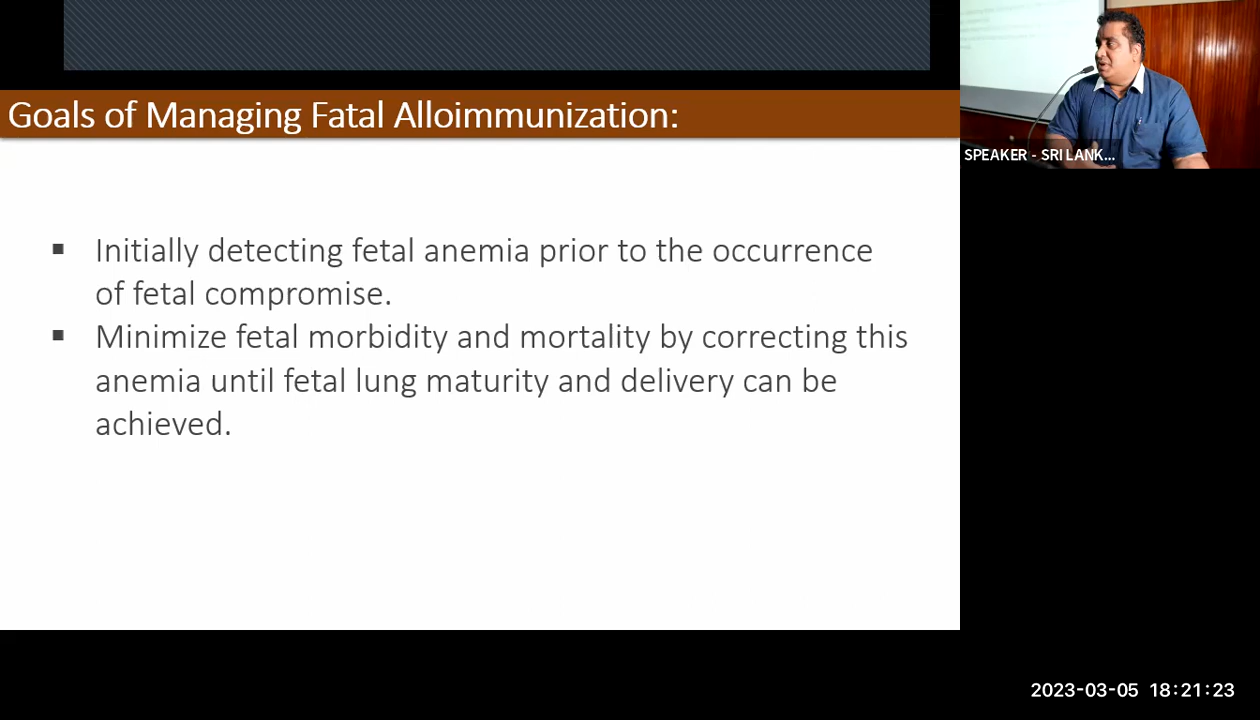 Goals of Managing Fatal Alloimmunization:
SPEAKER - SRI LANK...
▪ Initially detecting fetal anemia prior to the occurrence
of fetal compromise.
▪ Minimize fetal morbidity and mortality by correcting this
anemia until fetal lung maturity and delivery can be
achieved.
2023-03-05 18:21:23